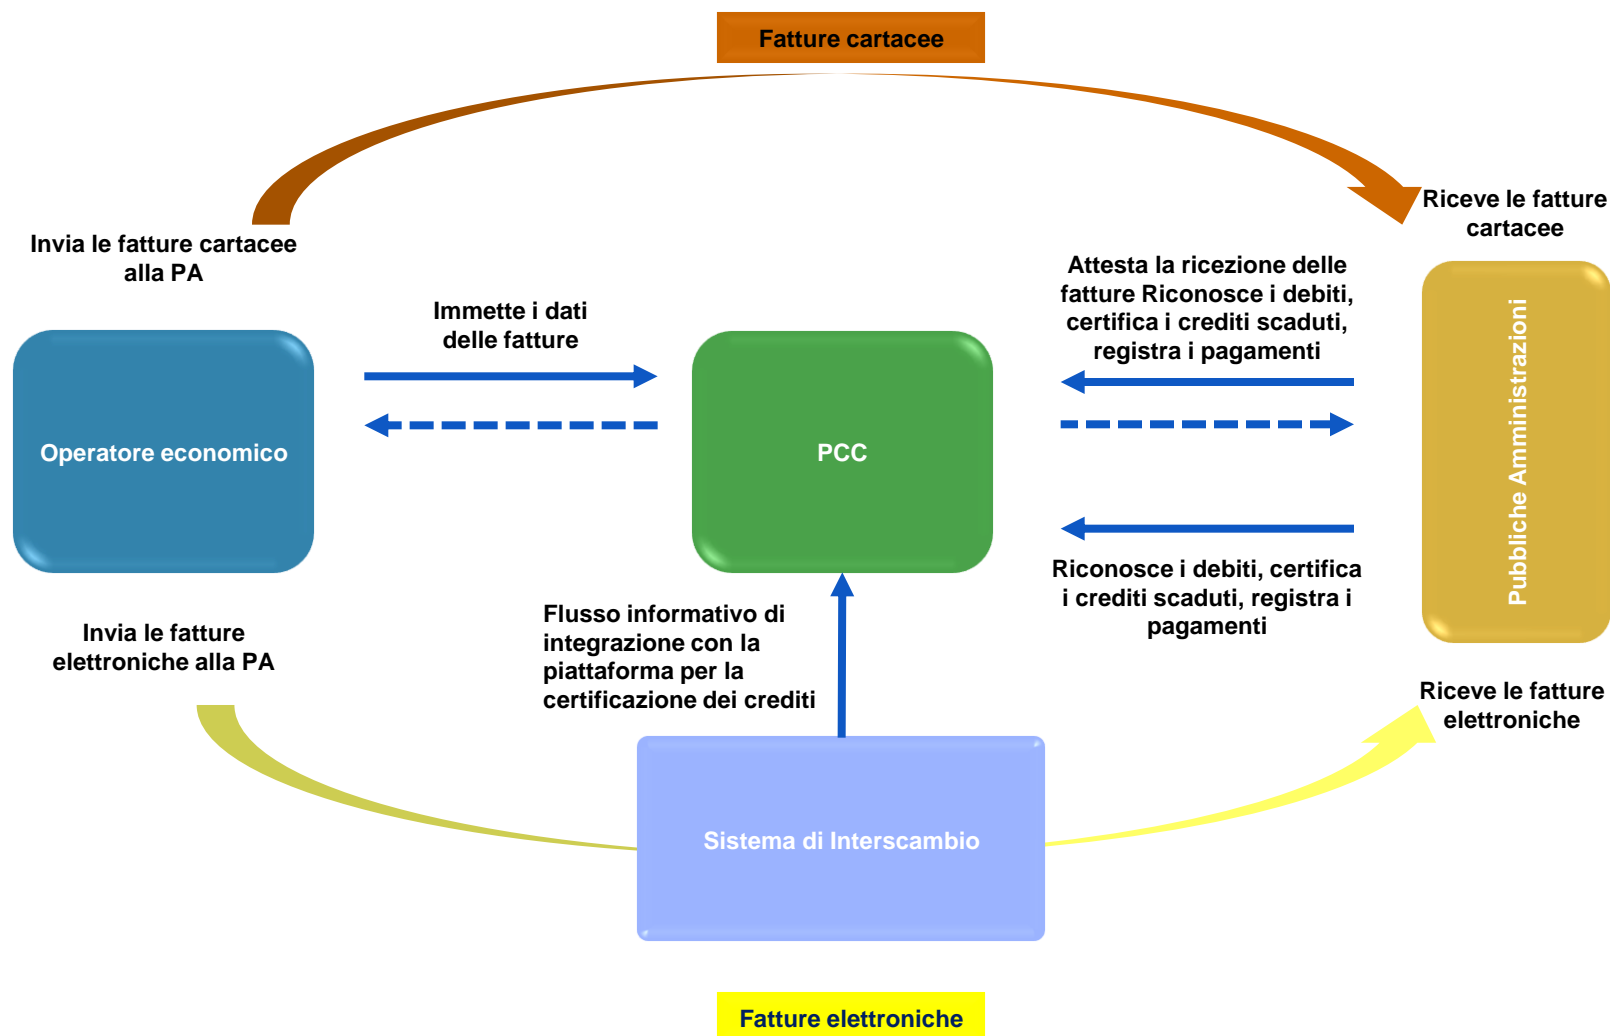 Fatture cartacee
Invia le fatture cartacee
alla PA
Riceve le fatture
cartacee
Immette i dati
delle fatture
Attesta la ricezione delle
fatture Riconosce i debiti,
certifica i crediti scaduti,
registra i pagamenti
Operatore economico
PCC
Pubbliche Amministrazioni
Riconosce i debiti, certifica
i crediti scaduti, registra i
pagamenti
Invia le fatture
elettroniche alla PA
Flusso informativo di
integrazione con la
piattaforma per la
certificazione dei crediti
Riceve le fatture
elettroniche
Sistema di Interscambio
Fatture elettroniche